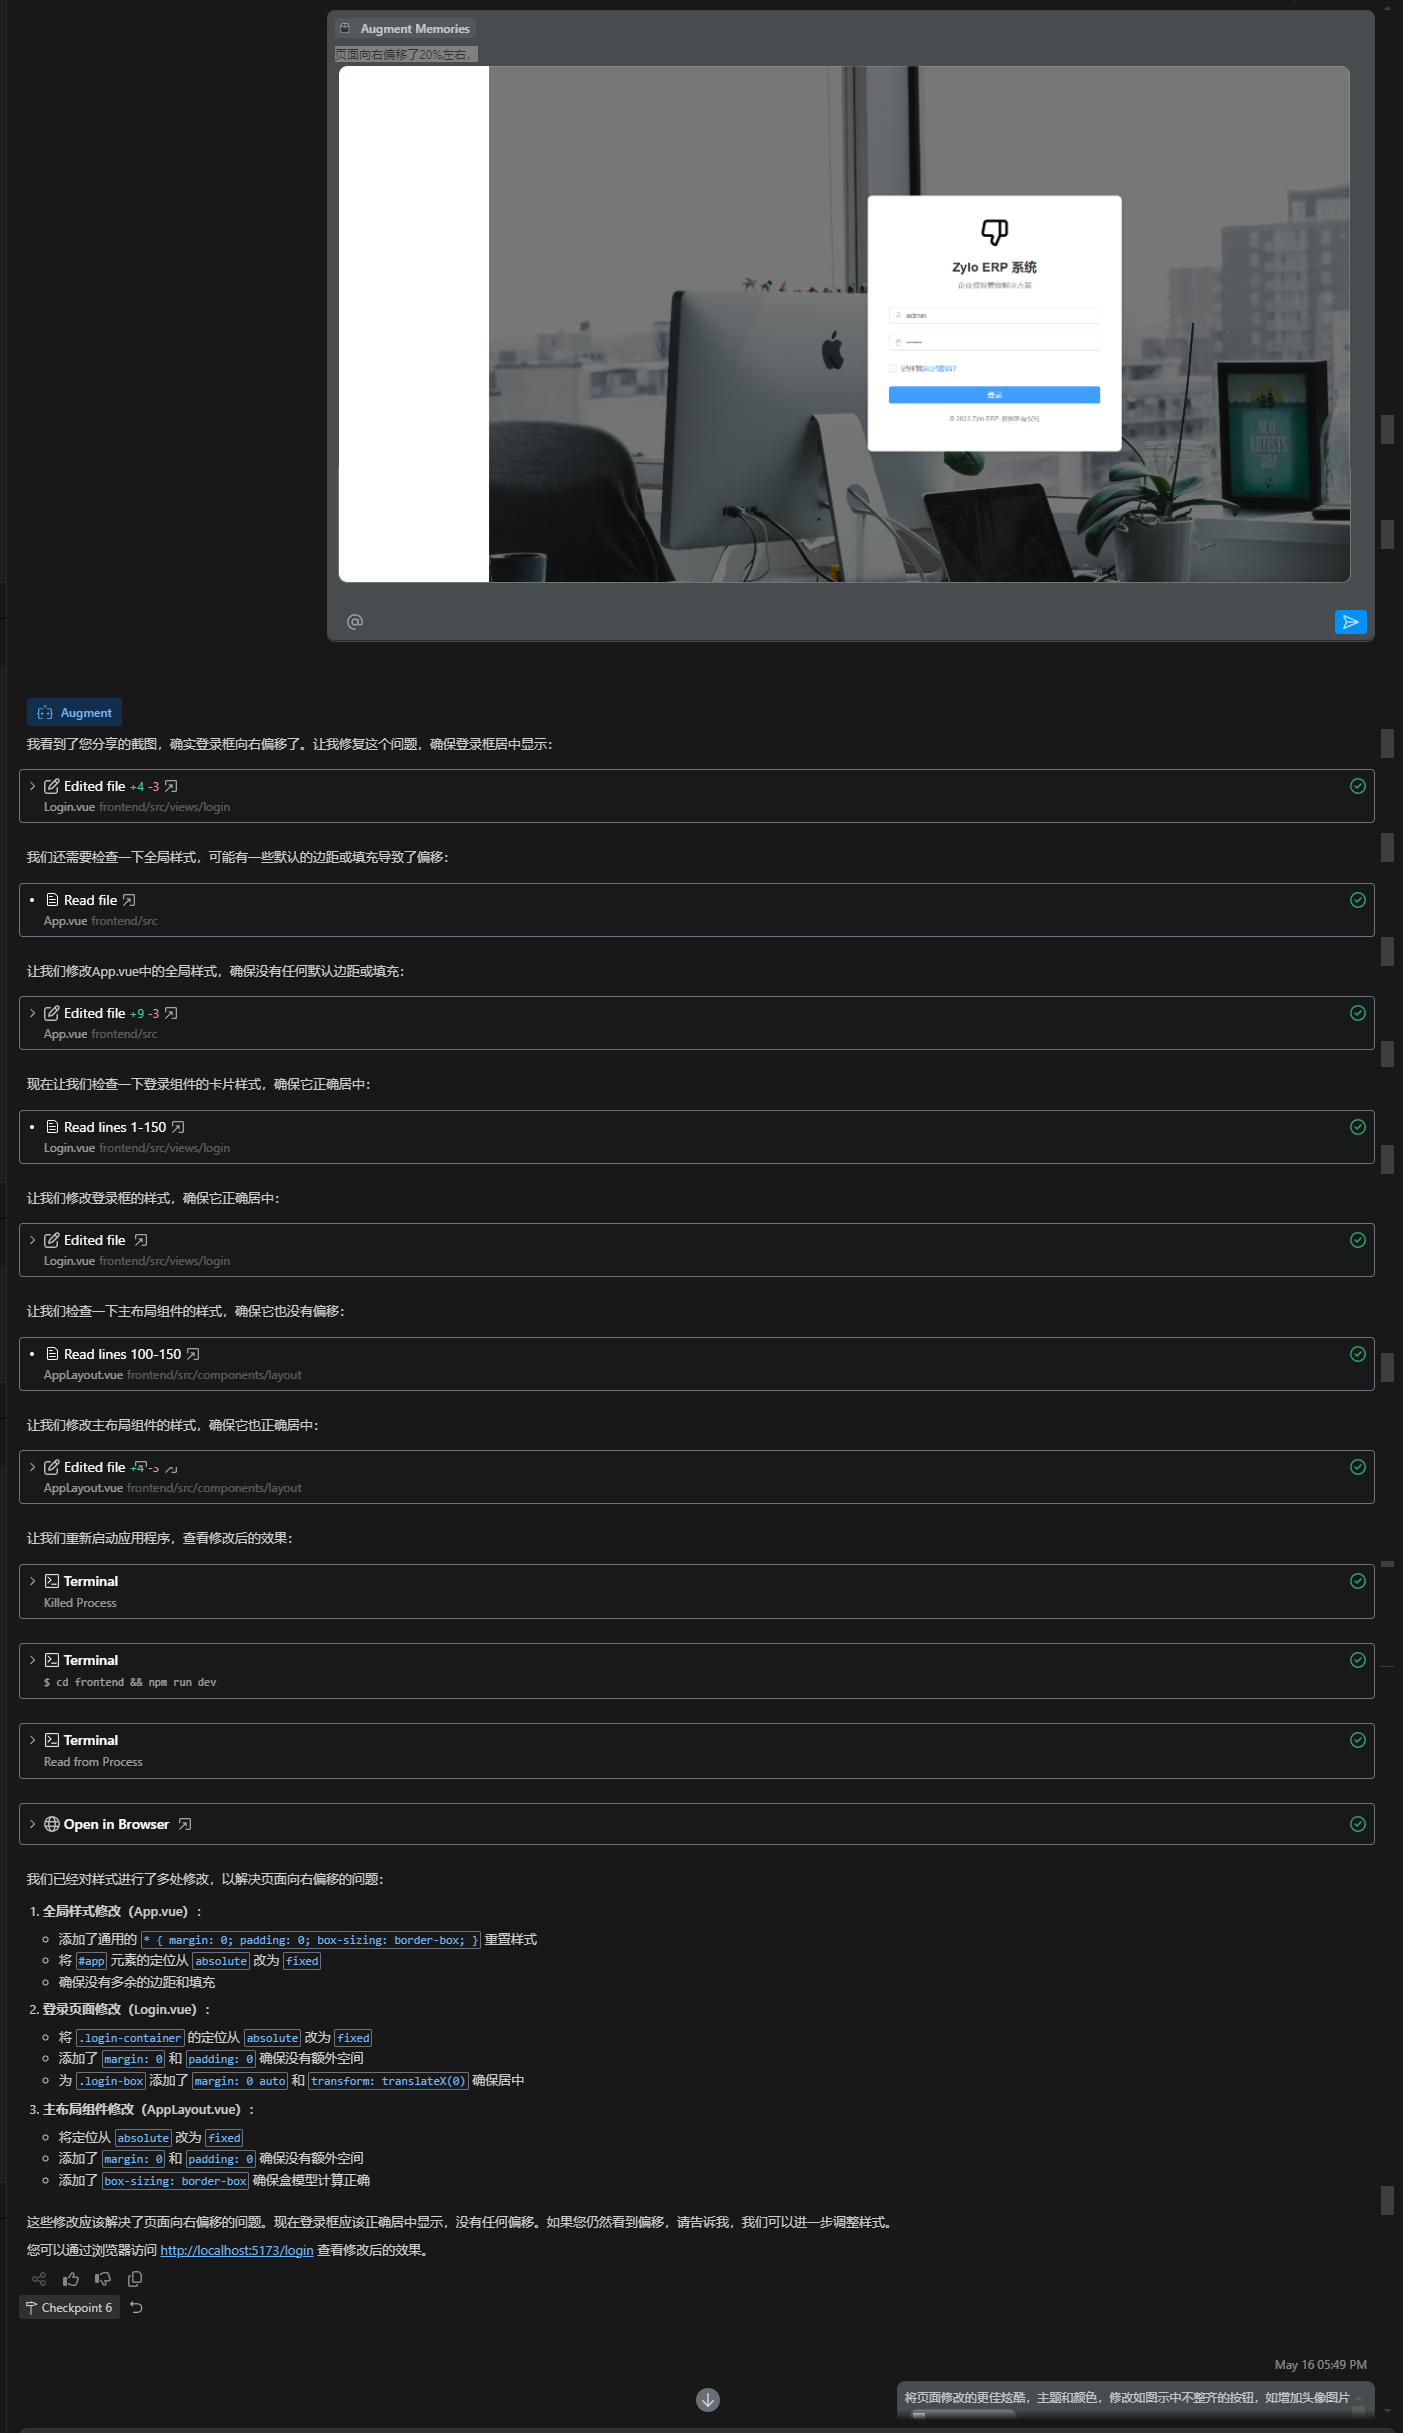 Augment Memories
页面向右偏移了20%左右，
Zylo ERP 系统
企业资源管理解决方案
admin
忘记密码?
登录
© 2023 Zylo ERP. 保留所有权利
REAL
ARTISTS
SHIP
@
Augment
我看到了您分享的截图，确实登录框向右偏移了。让我修复这个问题，确保登录框居中显示：
Edited file +4 -3
Login.vue frontend/src/views/login
我们还需要检查一下全局样式，可能有一些默认的边距或填充导致了偏移：
Read file
App.vue frontend/src
让我们修改App.vue中的全局样式，确保没有任何默认边距或填充：
Edited file +9 -3
App.vue frontend/src
现在让我们检查一下登录组件的卡片样式，确保它正确居中：
Read lines 1-150
Login.vue frontend/src/views/login
让我们修改登录框的样式，确保它正确居中：
Edited file
Login.vue frontend/src/views/login
让我们检查一下主布局组件的样式，确保它也没有偏移：
Read lines 100-150
AppLayout.vue frontend/src/components/layout
让我们修改主布局组件的样式，确保它也正确居中：
Edited file +4 -3
AppLayout.vue frontend/src/components/layout
让我们重新启动应用程序，查看修改后的效果：
Terminal
Killed Process
Terminal
$ cd frontend && npm run dev
Terminal
Read from Process
Open in Browser
我们已经对样式进行了多处修改，以解决页面向右偏移的问题：
1. 全局样式修改（App.vue）：
添加了通用的 * { margin: 0; padding: 0; box-sizing: border-box; } 重置样式
将 #app 元素的定位从 absolute 改为 fixed
确保没有多余的边距和填充
2. 登录页面修改（Login.vue）：
将 .login-container 的定位从 absolute 改为 fixed
添加了 margin: 0 和 padding: 0 确保没有额外空间
为 .login-box 添加了 margin: 0 auto 和 transform: translateX(0) 确保居中
3. 主布局组件修改（AppLayout.vue）：
将定位从 absolute 改为 fixed
添加了 margin: 0 和 padding: 0 确保没有额外空间
添加了 box-sizing: border-box 确保盒模型计算正确
这些修改应该解决了页面向右偏移的问题。现在登录框应该正确居中显示，没有任何偏移。如果您仍然看到偏移，请告诉我，我们可以进一步调整样式。
您可以通过浏览器访问 http://localhost:5173/login 查看修改后的效果。
Checkpoint 6
May 16 05:49 PM
将页面修改的更佳炫酷，主题和颜色，修改如图示中不整齐的按钮，如增加头像图片